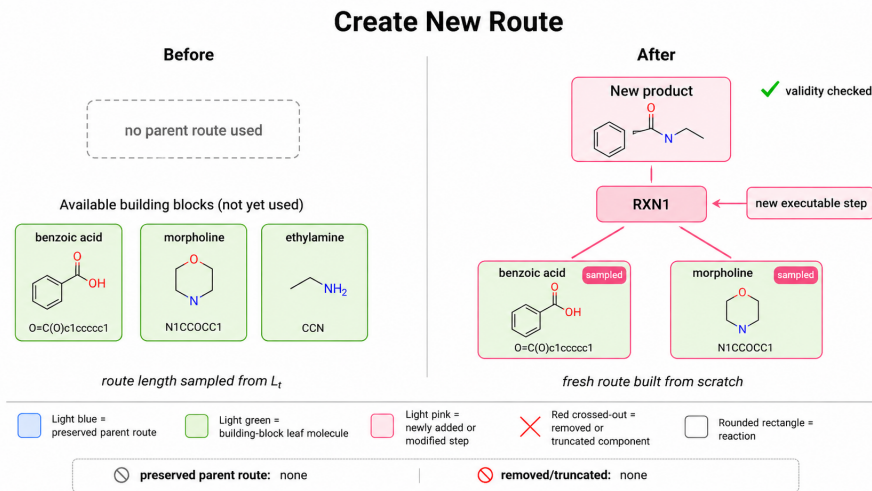 Create New Route
Before
no parent route used
Available building blocks (not yet used)
benzoic acid
O
OH
O=C(O)c1ccccc1
morpholine
O
N
N1CCOCC1
ethylamine
NH2
CCN
route length sampled from Lt
After
New product
O
N
validity checked
RXN1
new executable step
benzoic acid
sampled
O
OH
O=C(O)c1ccccc1
morpholine
sampled
O
N
N1CCOCC1
fresh route built from scratch
Light blue =
preserved parent route
Light green =
building-block leaf molecule
Light pink =
newly added or
modified step
Red crossed-out =
removed or
truncated component
Rounded rectangle =
reaction
preserved parent route: none
removed/truncated: none